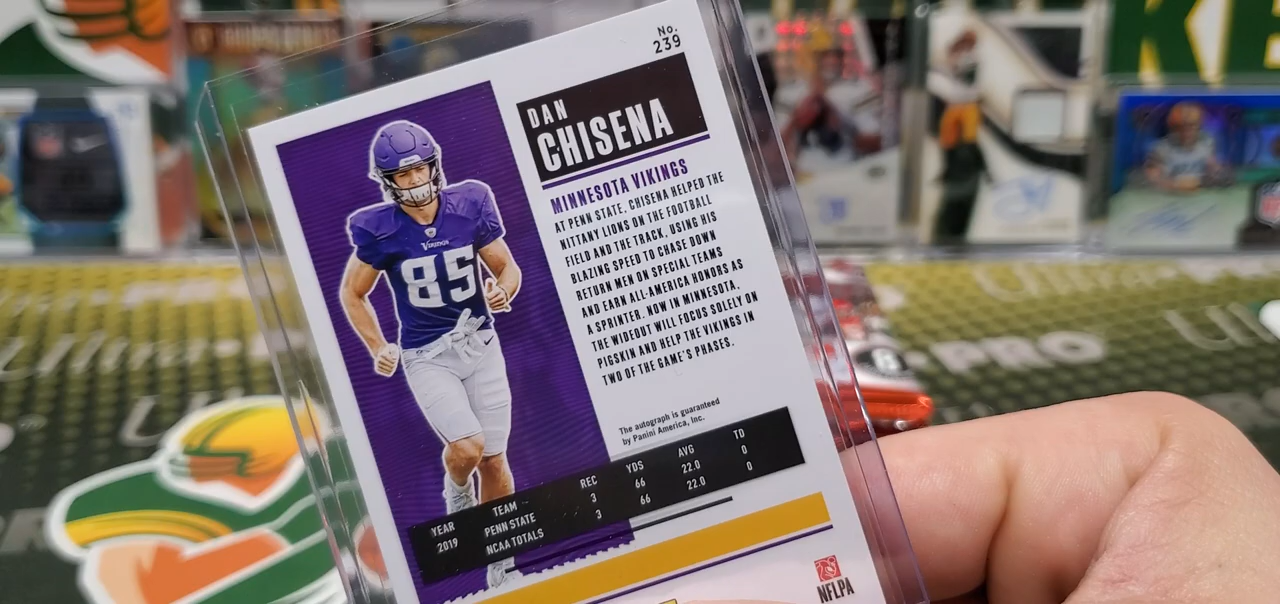 No.
239
DAN
CHISENA
MINNESOTA VIKINGS
AT PENN STATE, CHISENA HELPED THE
NITTANY LIONS ON THE FOOTBALL
FIELD AND THE TRACK, USING HIS
BLAZING SPEED TO CHASE DOWN
RETURN MEN ON SPECIAL TEAMS
AND EARN ALL-AMERICA HONORS AS
A SPRINTER. NOW IN MINNESOTA,
THE WIDEOUT WILL FOCUS SOLELY ON
PIGSKIN AND HELP THE VIKINGS IN
TWO OF THE GAME'S PHASES.
VIKINGS
85
The autograph is guaranteed
by Panini America, Inc.
YEAR TEAM REC YDS AVG TD
2019 PENN STATE 3 66 22.0 0
NCAA TOTALS 3 66 22.0 0
NFLPA
KE
PRO